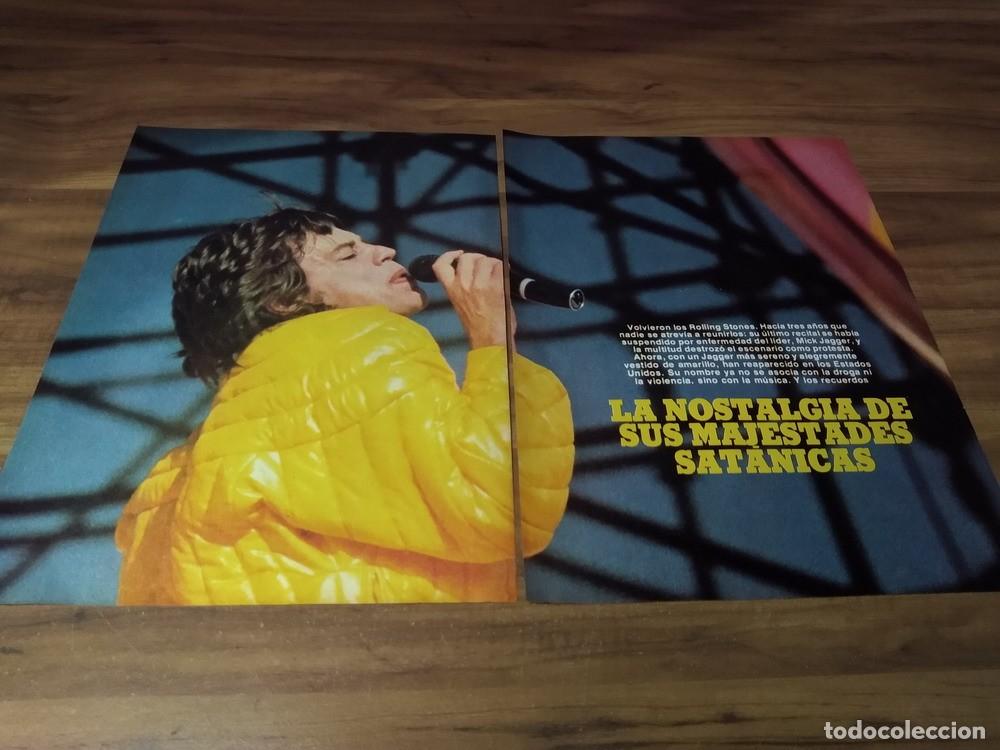 Volvieron los Rolling Stones. Hacía tres años que
nadie se atrevía a reunirlos: su último recital se había
suspendido por enfermedad del líder, Mick Jagger, y
la multitud destrozó el escenario como protesta.
Ahora, con un Jagger más sereno y alegremente
vestido de amarillo, han reaparecido en los Estados
Unidos. Su nombre ya no se asocia con la droga ni
la violencia, sino con la música. Y los recuerdos
LA NOSTALGIA DE
SUS MAJESTADES
SATÁNICAS
todocoleccion